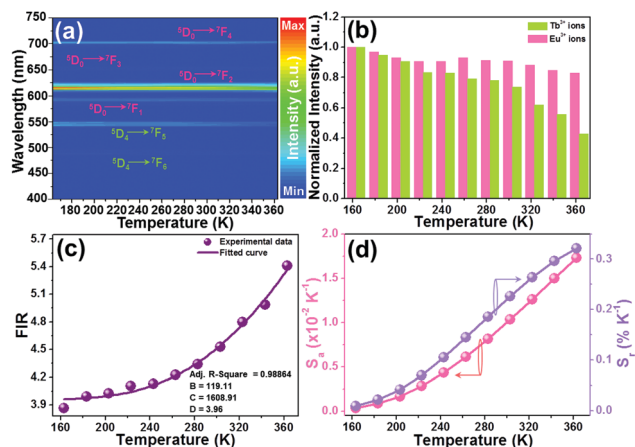 (a)
⁵D₀→⁷F₄
⁵D₀→⁷F₃
⁵D₀→⁷F₂
⁵D₀→⁷F₁
⁵D₄→⁷F₅
⁵D₄→⁷F₆
Wavelength (nm)
750
700
650
600
550
500
450
400
180 200 220 240 260 280 300 320 340 360
Temperature (K)
Max
Intensity (a.u.)
Min
(b)
Tb³⁺ ions
Eu³⁺ ions
Normalized Intensity (a.u.)
1.2
1.0
0.8
0.6
0.4
0.2
0.0
160 200 240 280 320 360
Temperature (K)
(c)
Experimental data
Fitted curve
FIR
5.4
5.1
4.8
4.5
4.2
3.9
Adj. R-Square = 0.98864
B = 119.11
C = 1608.91
D = 3.96
160 200 240 280 320 360
Temperature (K)
(d)
Sₐ (x10⁻² K⁻¹)
2.0
1.5
1.0
0.5
0.0
Sᵣ (% K⁻¹)
0.3
0.2
0.1
0.0
160 200 240 280 320 360
Temperature (K)